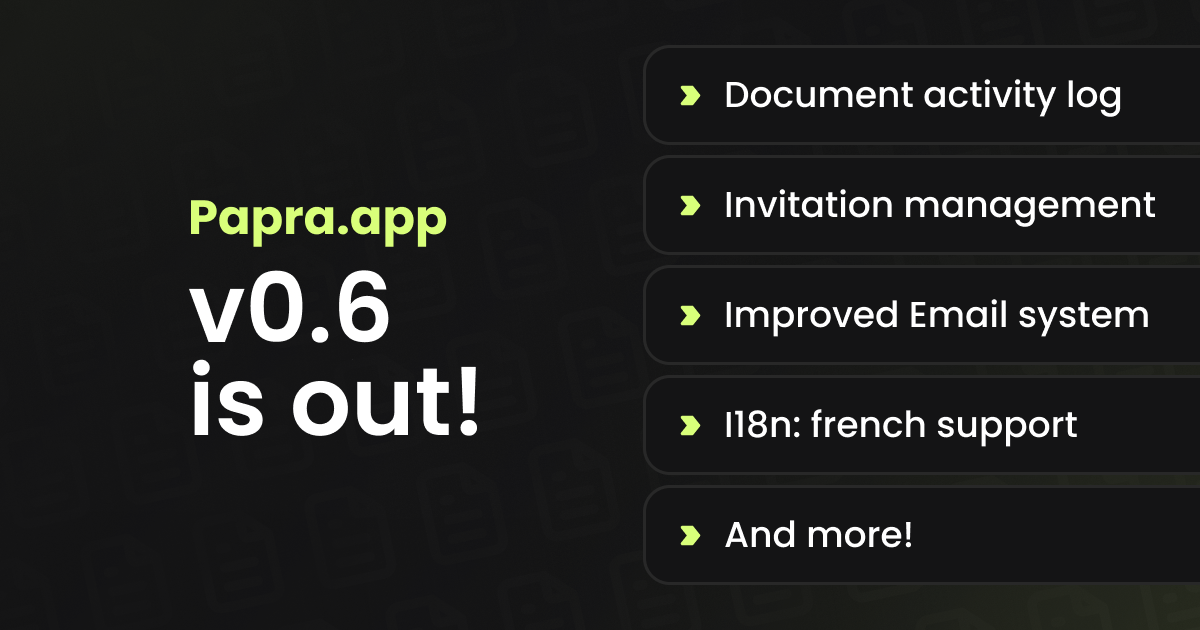 Papra.app
v0.6
is out!
Document activity log
Invitation management
Improved Email system
I18n: french support
And more!